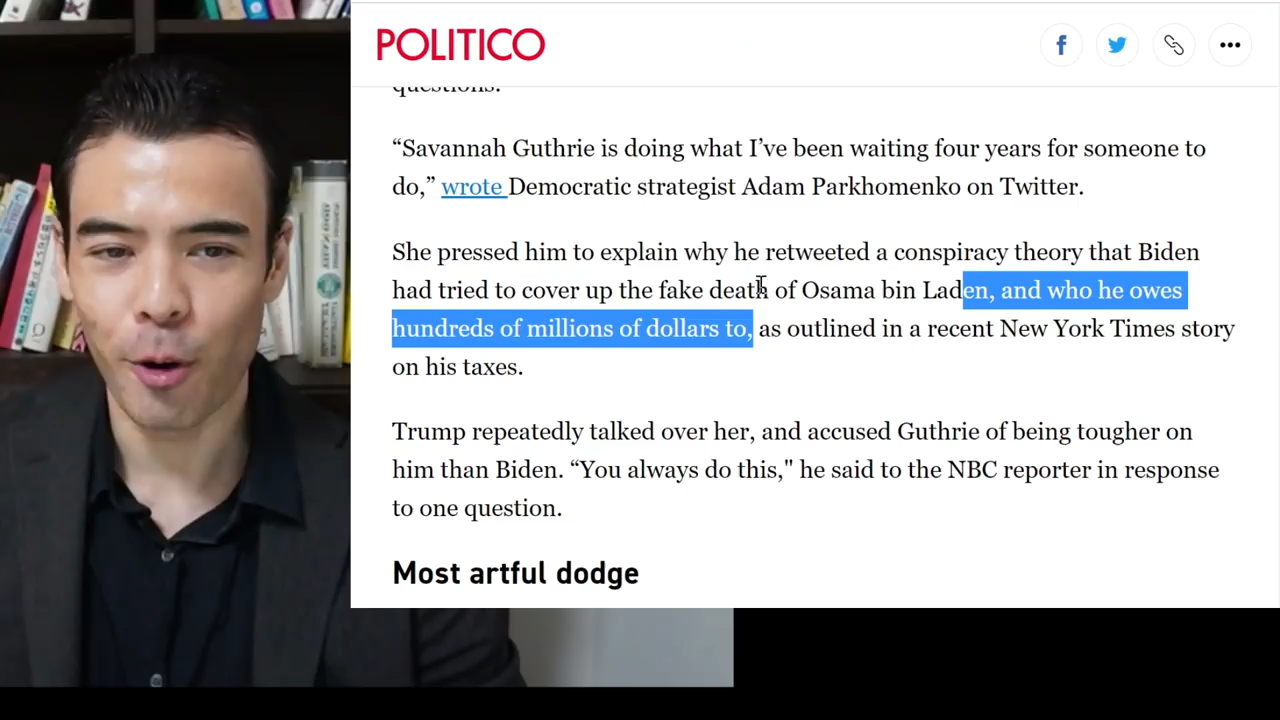 POLITICO
questions.
“Savannah Guthrie is doing what I’ve been waiting four years for someone to
do,” wrote Democratic strategist Adam Parkhomenko on Twitter.
She pressed him to explain why he retweeted a conspiracy theory that Biden
had tried to cover up the fake death of Osama bin Laden, and who he owes
hundreds of millions of dollars to, as outlined in a recent New York Times story
on his taxes.
Trump repeatedly talked over her, and accused Guthrie of being tougher on
him than Biden. “You always do this," he said to the NBC reporter in response
to one question.
Most artful dodge